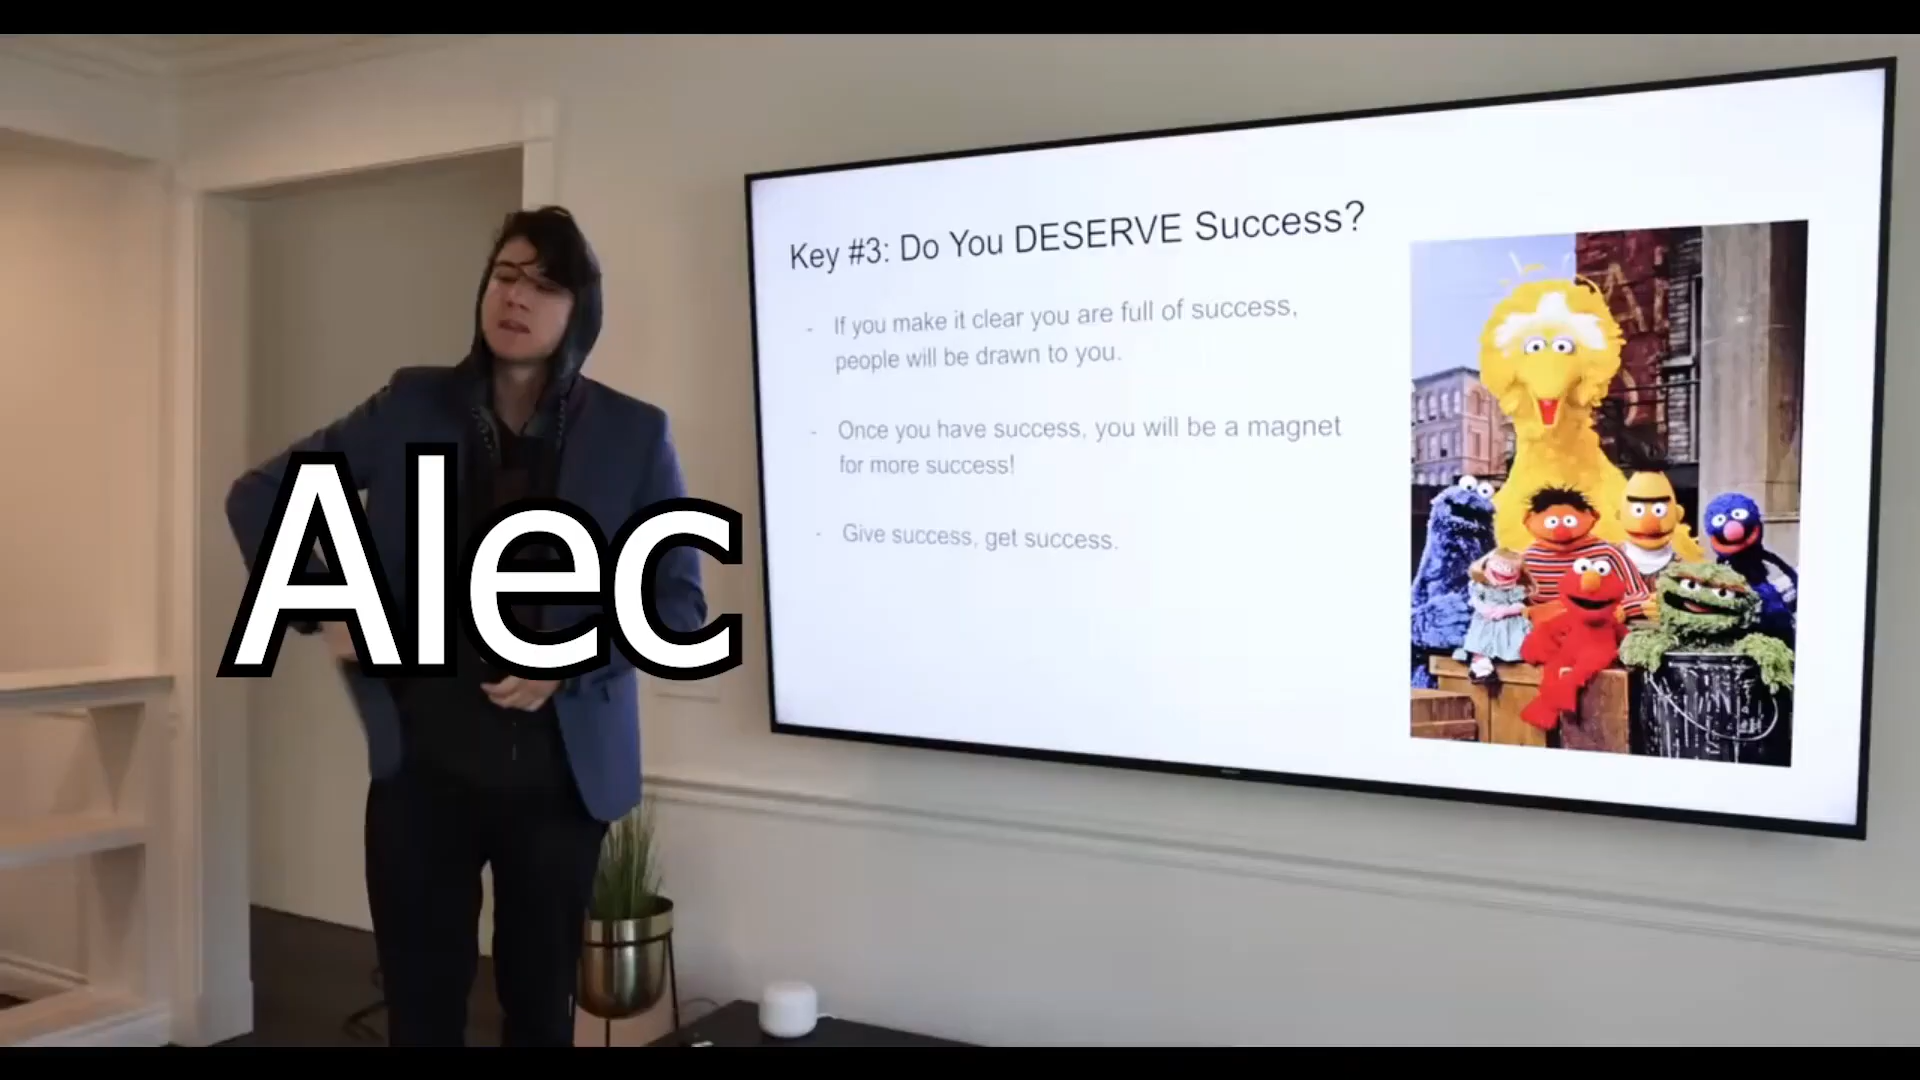 Key #3: Do You DESERVE Success?
- If you make it clear you are full of success,
people will be drawn to you.
- Once you have success, you will be a magnet
for more success!
- Give success, get success.
Alec